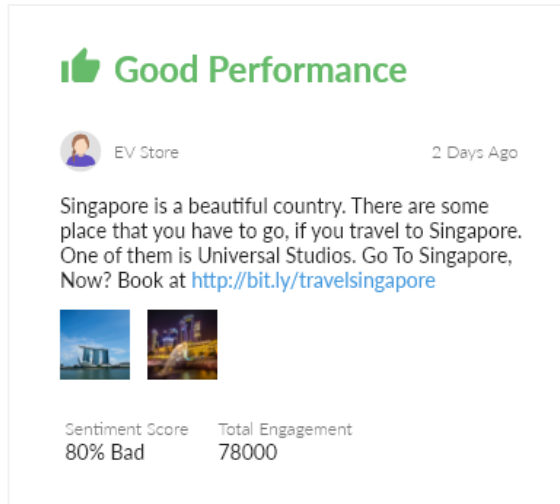 Good Performance
EV Store
2 Days Ago
Singapore is a beautiful country. There are some
place that you have to go, if you travel to Singapore.
One of them is Universal Studios. Go To Singapore,
Now? Book at http://bit.ly/travelsingapore
Sentiment Score
80% Bad
Total Engagement
78000